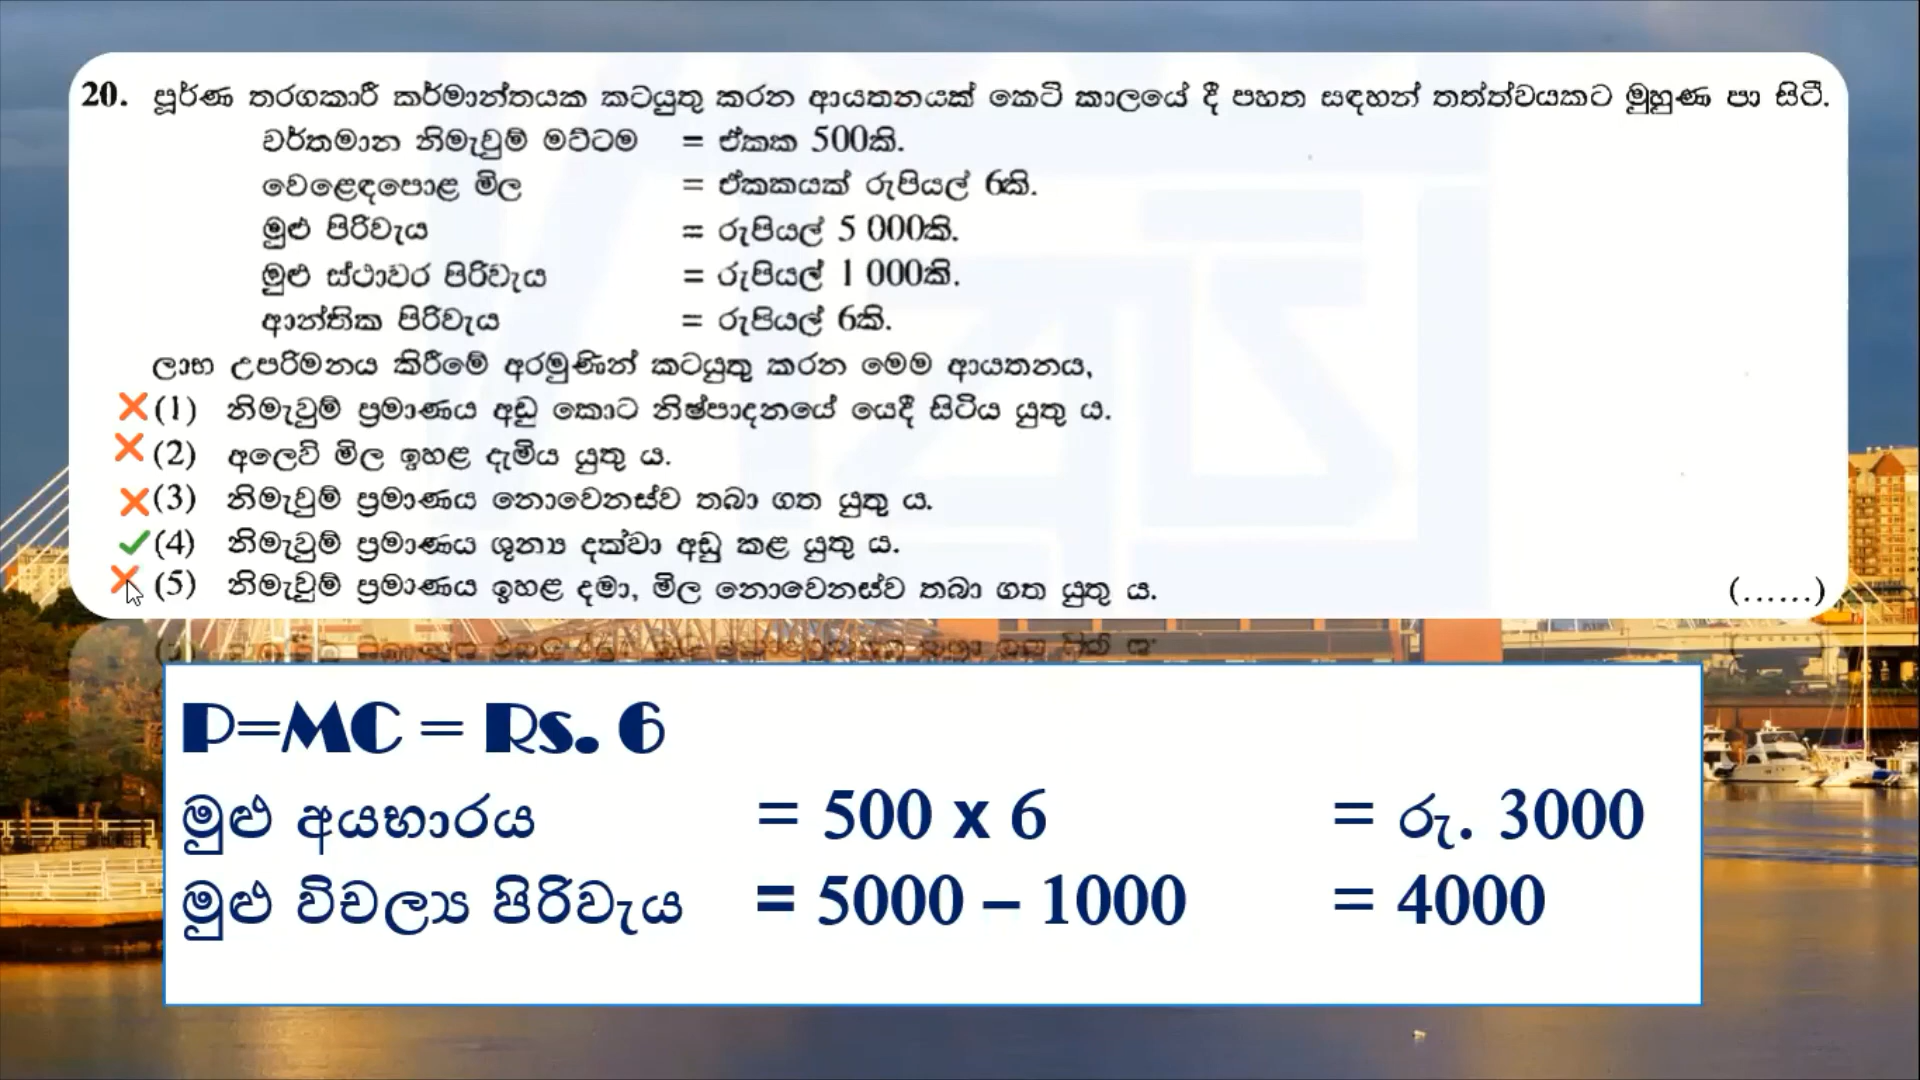 20. පූර්ණ තරගකාරී කර්මාන්තයක කටයුතු කරන ආයතනයක් කෙටි කාලයේ දී පහත සඳහන් තත්ත්වයකට මුහුණ පා සිටී.
වර්තමාන නිමැවුම් මට්ටම = ඒකක 500කි.
වෙළෙඳපොළ මිල = ඒකකයක් රුපියල් 6කි.
මුළු පිරිවැය = රුපියල් 5 000කි.
මුළු ස්ථාවර පිරිවැය = රුපියල් 1 000කි.
ආන්තික පිරිවැය = රුපියල් 6කි.
ලාභ උපරිමනය කිරීමේ අරමුණින් කටයුතු කරන මෙම ආයතනය,
(1) නිමැවුම් ප්‍රමාණය අඩු කොට නිෂ්පාදනයේ යෙදී සිටිය යුතු ය.
(2) අලෙවි මිල ඉහළ දැමිය යුතු ය.
(3) නිමැවුම් ප්‍රමාණය නොවෙනස්ව තබා ගත යුතු ය.
(4) නිමැවුම් ප්‍රමාණය ශූන්‍ය දක්වා අඩු කළ යුතු ය.
(5) නිමැවුම් ප්‍රමාණය ඉහළ දමා, මිල නොවෙනස්ව තබා ගත යුතු ය. (......)
P=MC = Rs. 6
මුළු අයභාරය = 500 x 6 = රු. 3000
මුළු විචල්‍ය පිරිවැය = 5000 – 1000 = 4000